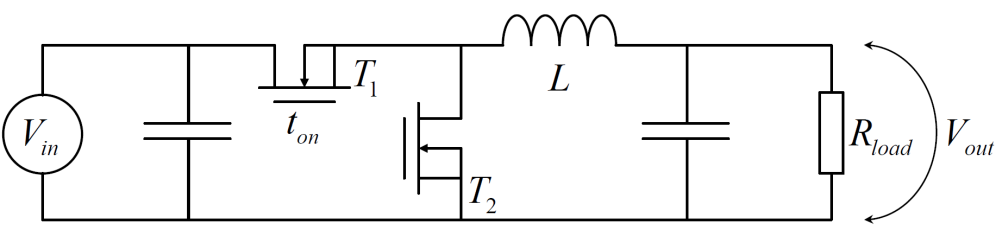 V_in
T_1
t_on
T_2
L
R_load
V_out